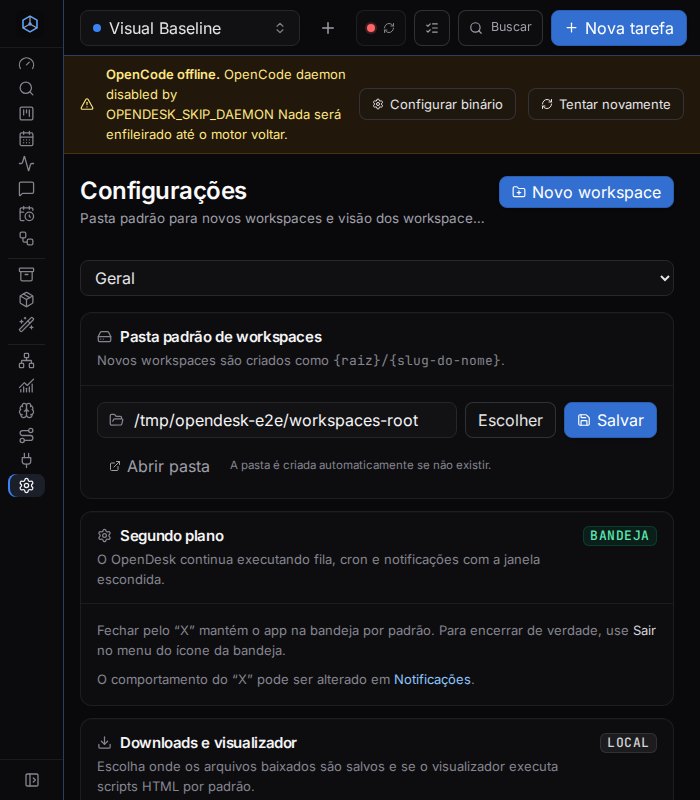 Visual Baseline
Buscar
Nova tarefa
OpenCode offline. OpenCode daemon
disabled by
OPENDESK_SKIP_DAEMON Nada será
enfileirado até o motor voltar.
Configurar binário
Tentar novamente
Configurações
Pasta padrão para novos workspaces e visão dos workspace...
Novo workspace
Geral
Pasta padrão de workspaces
Novos workspaces são criados como {raiz}/{slug-do-nome}.
/tmp/opendesk-e2e/workspaces-root
Escolher
Salvar
Abrir pasta
A pasta é criada automaticamente se não existir.
Segundo plano
BANDEJA
O OpenDesk continua executando fila, cron e notificações com a janela
escondida.
Fechar pelo “X” mantém o app na bandeja por padrão. Para encerrar de verdade, use Sair
no menu do ícone da bandeja.
O comportamento do “X” pode ser alterado em Notificações.
Downloads e visualizador
LOCAL
Escolha onde os arquivos baixados são salvos e se o visualizador executa
scripts HTML por padrão.